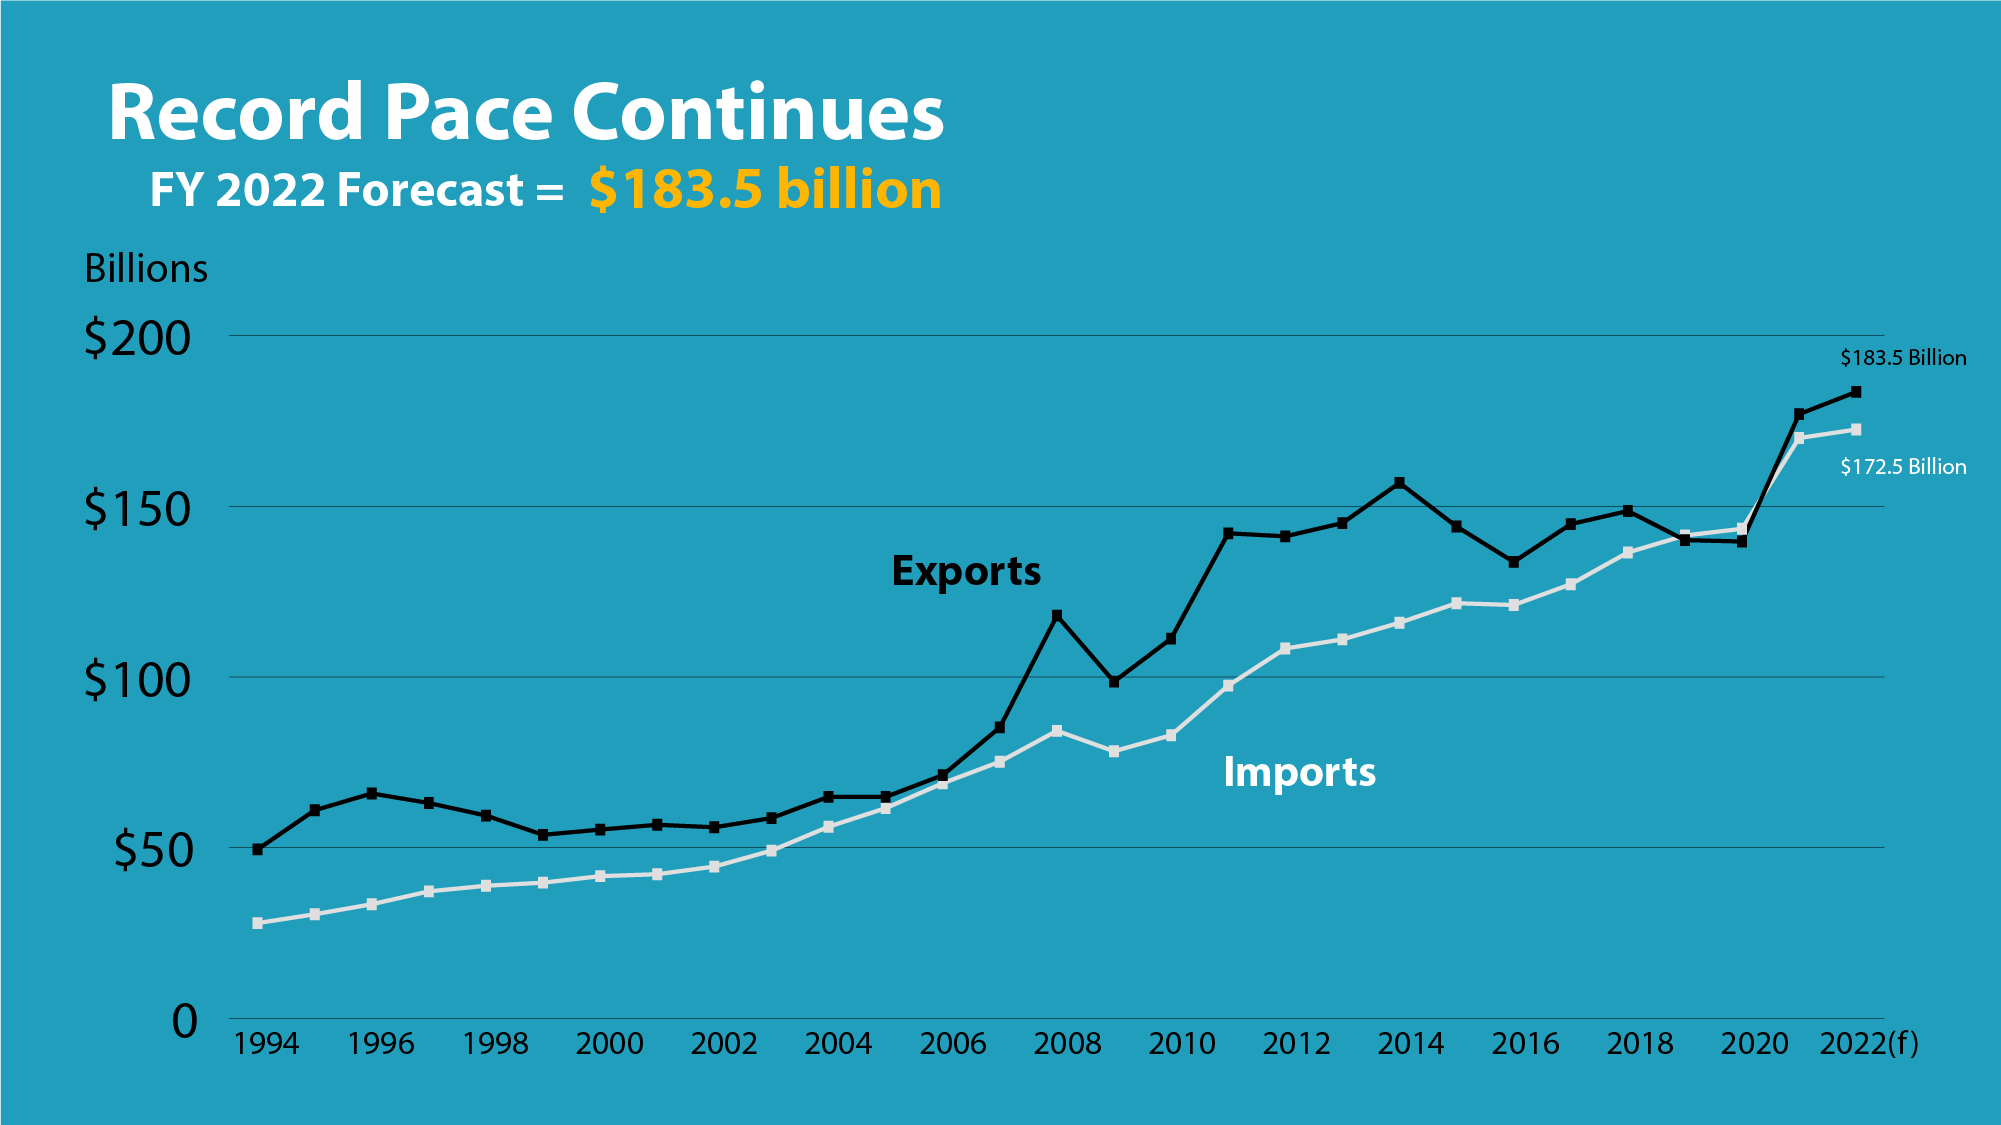 Record Pace Continues
FY 2022 Forecast = $183.5 billion
Billions
$200
$183.5 Billion
$172.5 Billion
$150
Exports
$100
Imports
$50
0
1994 1996 1998 2000 2002 2004 2006 2008 2010 2012 2014 2016 2018 2020 2022(f)